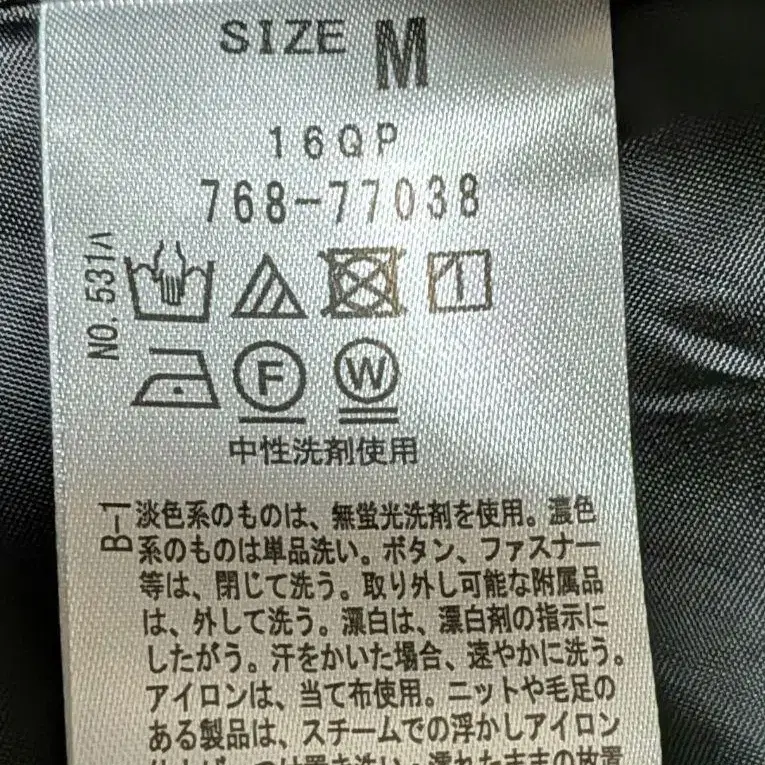 SIZE M
16QP
768-77038
NO.531ハ
F W
中性洗剤使用
B-1
淡色系のものは、無蛍光洗剤を使用。濃色
系のものは単品洗い。ボタン、ファスナー
等は、閉じて洗う。取り外し可能な附属品
は、外して洗う。漂白は、漂白剤の指示に
したがう。汗をかいた場合、速やかに洗う。
アイロンは、当て布使用。ニットや毛足の
ある製品は、スチームでの浮かしアイロン